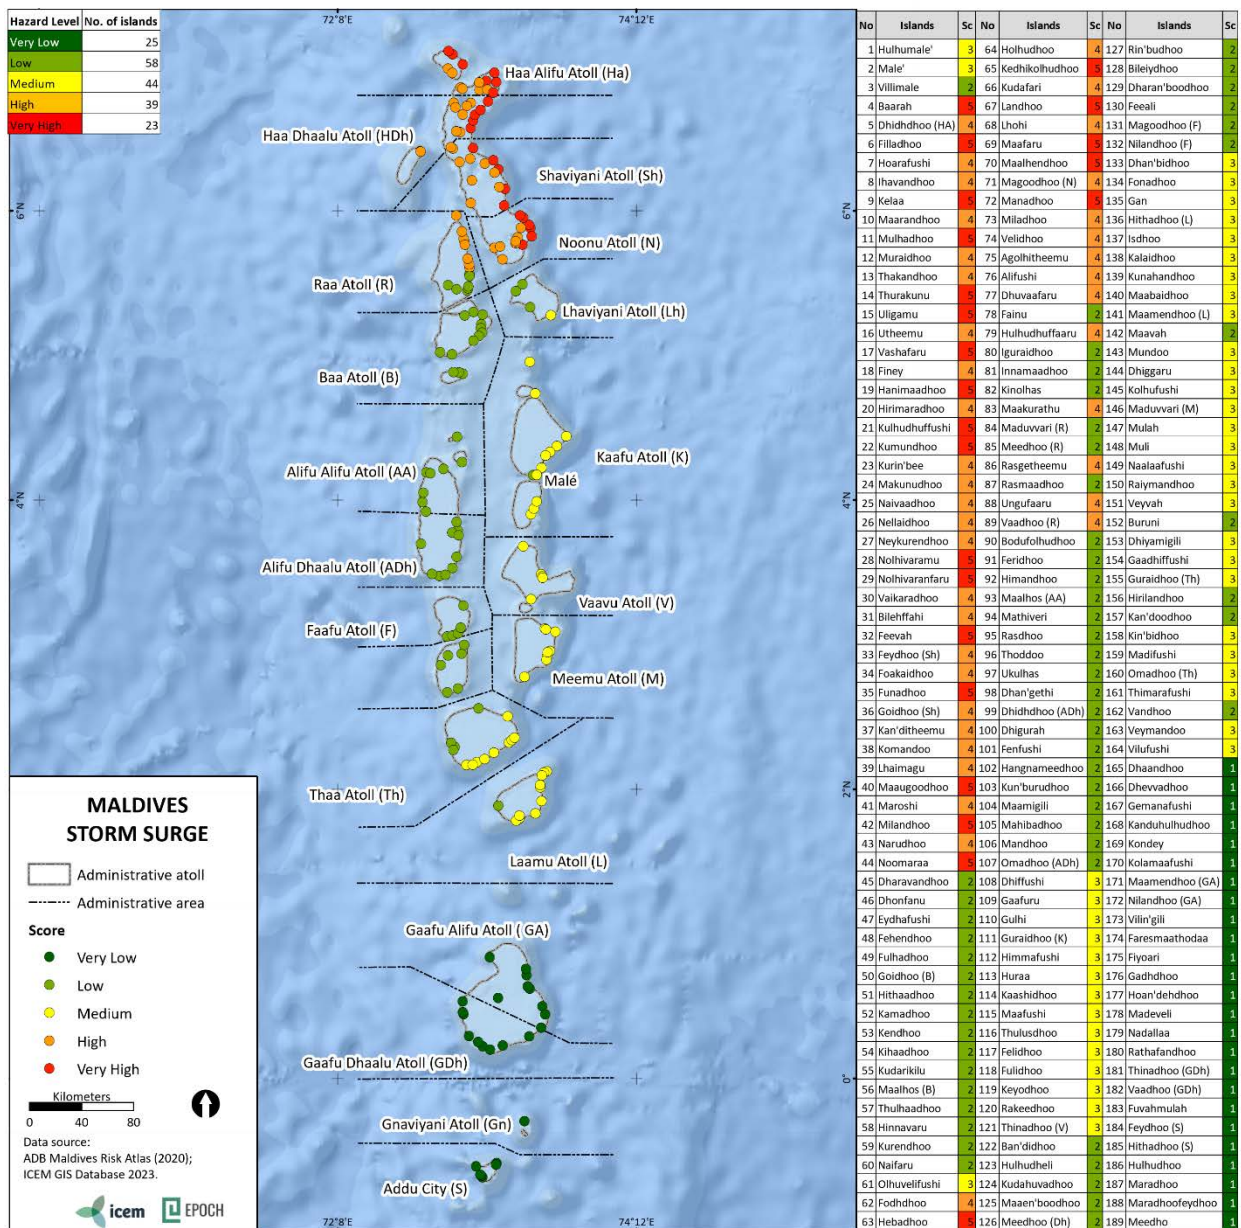 Hazard Level No. of islands
Very Low 25
Low 58
Medium 44
High 39
Very High 23
72°8'E
74°12'E
Haa Alifu Atoll (Ha)
Haa Dhaalu Atoll (HDh)
Shaviyani Atoll (Sh)
6°N
6°N
Noonu Atoll (N)
Raa Atoll (R)
Lhaviyani Atoll (Lh)
Baa Atoll (B)
Kaafu Atoll (K)
Alifu Alifu Atoll (AA)
Malé
4°N
4°N
Alifu Dhaalu Atoll (ADh)
Vaavu Atoll (V)
Faafu Atoll (F)
Meemu Atoll (M)
Thaa Atoll (Th)
2°N
Laamu Atoll (L)
Gaafu Alifu Atoll ( GA)
Gaafu Dhaalu Atoll (GDh)
0°
Gnaviyani Atoll (Gn)
Addu City (S)
72°8'E
74°12'E
MALDIVES
STORM SURGE
Administrative atoll
Administrative area
Score
Very Low
Low
Medium
High
Very High
Kilometers
0 40 80
Data source:
ADB Maldives Risk Atlas (2020);
ICEM GIS Database 2023.
icem EPOCH
No Islands Sc No Islands Sc No Islands Sc
1 Hulhumale' 3 64 Holhudhoo 4 127 Rin'budhoo 2
2 Male' 3 65 Kedhikolhudhoo 5 128 Bileiydhoo 2
3 Villimale 2 66 Kudafari 4 129 Dharan'boodhoo 2
4 Baarah 5 67 Landhoo 5 130 Feeali 2
5 Dhidhdhoo (HA) 4 68 Lhohi 4 131 Magoodhoo (F) 2
6 Filladhoo 5 69 Maafaru 5 132 Nilandhoo (F) 2
7 Hoarafushi 4 70 Maalhendhoo 5 133 Dhan'bidhoo 3
8 Ihavandhoo 4 71 Magoodhoo (N) 4 134 Fonadhoo 3
9 Kelaa 5 72 Manadhoo 5 135 Gan 3
10 Maarandhoo 4 73 Miladhoo 4 136 Hithadhoo (L) 3
11 Mulhadhoo 5 74 Velidhoo 4 137 Isdhoo 3
12 Muraidhoo 4 75 Agolhitheemu 4 138 Kalaidhoo 3
13 Thakandhoo 4 76 Alifushi 4 139 Kunahandhoo 3
14 Thurakunu 5 77 Dhuvaafaru 4 140 Maabaidhoo 3
15 Uligamu 5 78 Fainu 2 141 Maamendhoo (L) 3
16 Utheemu 4 79 Hulhudhuffaaru 4 142 Maavah 2
17 Vashafaru 5 80 Iguraidhoo 2 143 Mundoo 3
18 Finey 4 81 Innamaadhoo 2 144 Dhiggaru 3
19 Hanimaadhoo 5 82 Kinolhas 2 145 Kolhufushi 3
20 Hirimaradhoo 4 83 Maakurathu 4 146 Maduvvari (M) 3
21 Kulhudhuffushi 5 84 Maduvvari (R) 2 147 Mulah 3
22 Kumundhoo 5 85 Meedhoo (R) 2 148 Muli 3
23 Kurin'bee 4 86 Rasgetheemu 4 149 Naalaafushi 3
24 Makunudhoo 4 87 Rasmaadhoo 2 150 Raiymandhoo 3
25 Naivaadhoo 4 88 Ungufaaru 4 151 Veyvah 3
26 Nellaidhoo 4 89 Vaadhoo (R) 4 152 Buruni 2
27 Neykurendhoo 4 90 Bodufolhudhoo 2 153 Dhiyamigili 3
28 Nolhivaramu 5 91 Feridhoo 2 154 Gaadhiffushi 3
29 Nolhivaranfaru 5 92 Himandhoo 2 155 Guraidhoo (Th) 3
30 Vaikaradhoo 4 93 Maalhos (AA) 2 156 Hirilandhoo 2
31 Bilehffahi 4 94 Mathiveri 2 157 Kan'doodhoo 2
32 Feevah 5 95 Rasdhoo 2 158 Kin'bidhoo 3
33 Feydhoo (Sh) 4 96 Thoddoo 2 159 Madifushi 3
34 Foakaidhoo 4 97 Ukulhas 2 160 Omadhoo (Th) 3
35 Funadhoo 5 98 Dhan'gethi 2 161 Thimarafushi 3
36 Goidhoo (Sh) 4 99 Dhidhdhoo (ADh) 2 162 Vandhoo 2
37 Kan'ditheemu 4 100 Dhigurah 2 163 Veymandoo 3
38 Komandoo 4 101 Fenfushi 2 164 Vilufushi 3
39 Lhaimagu 4 102 Hangnameedhoo 2 165 Dhaandhoo 1
40 Maaugoodhoo 5 103 Kun'burudhoo 2 166 Dhevvadhoo 1
41 Maroshi 4 104 Maamigili 2 167 Gemanafushi 1
42 Milandhoo 5 105 Mahibadhoo 2 168 Kanduhulhudhoo 1
43 Narudhoo 4 106 Mandhoo 2 169 Kondey 1
44 Noomaraa 5 107 Omadhoo (ADh) 2 170 Kolamaafushi 1
45 Dharavandhoo 2 108 Dhiffushi 3 171 Maamendhoo (GA) 1
46 Dhonfanu 2 109 Gaafuru 3 172 Nilandhoo (GA) 1
47 Eydhafushi 2 110 Gulhi 3 173 Vilin'gili 1
48 Fehendhoo 2 111 Guraidhoo (K) 3 174 Faresmaathodaa 1
49 Fulhadhoo 2 112 Himmafushi 3 175 Fiyoari 1
50 Goidhoo (B) 2 113 Huraa 3 176 Gadhdhoo 1
51 Hithaadhoo 2 114 Kaashidhoo 3 177 Hoan'dehdhoo 1
52 Kamadhoo 2 115 Maafushi 3 178 Madeveli 1
53 Kendhoo 2 116 Thulusdhoo 3 179 Nadallaa 1
54 Kihaadhoo 2 117 Felidhoo 3 180 Rathafandhoo 1
55 Kudarikilu 2 118 Fulidhoo 3 181 Thinadhoo (GDh) 1
56 Maalhos (B) 2 119 Keyodhoo 3 182 Vaadhoo (GDh) 1
57 Thulhaadhoo 2 120 Rakeedhoo 3 183 Fuvahmulah 1
58 Hinnavaru 2 121 Thinadhoo (V) 3 184 Feydhoo (S) 1
59 Kurendhoo 2 122 Ban'didhoo 2 185 Hithadhoo (S) 1
60 Naifaru 2 123 Hulhudheli 2 186 Hulhudhoo 1
61 Olhuvelifushi 3 124 Kudahuvadhoo 2 187 Maradhoo 1
62 Fodhdhoo 4 125 Maaen'boodhoo 2 188 Maradhoofeydhoo 1
63 Hebadhoo 5 126 Meedhoo (Dh) 2 189 Meedho 1